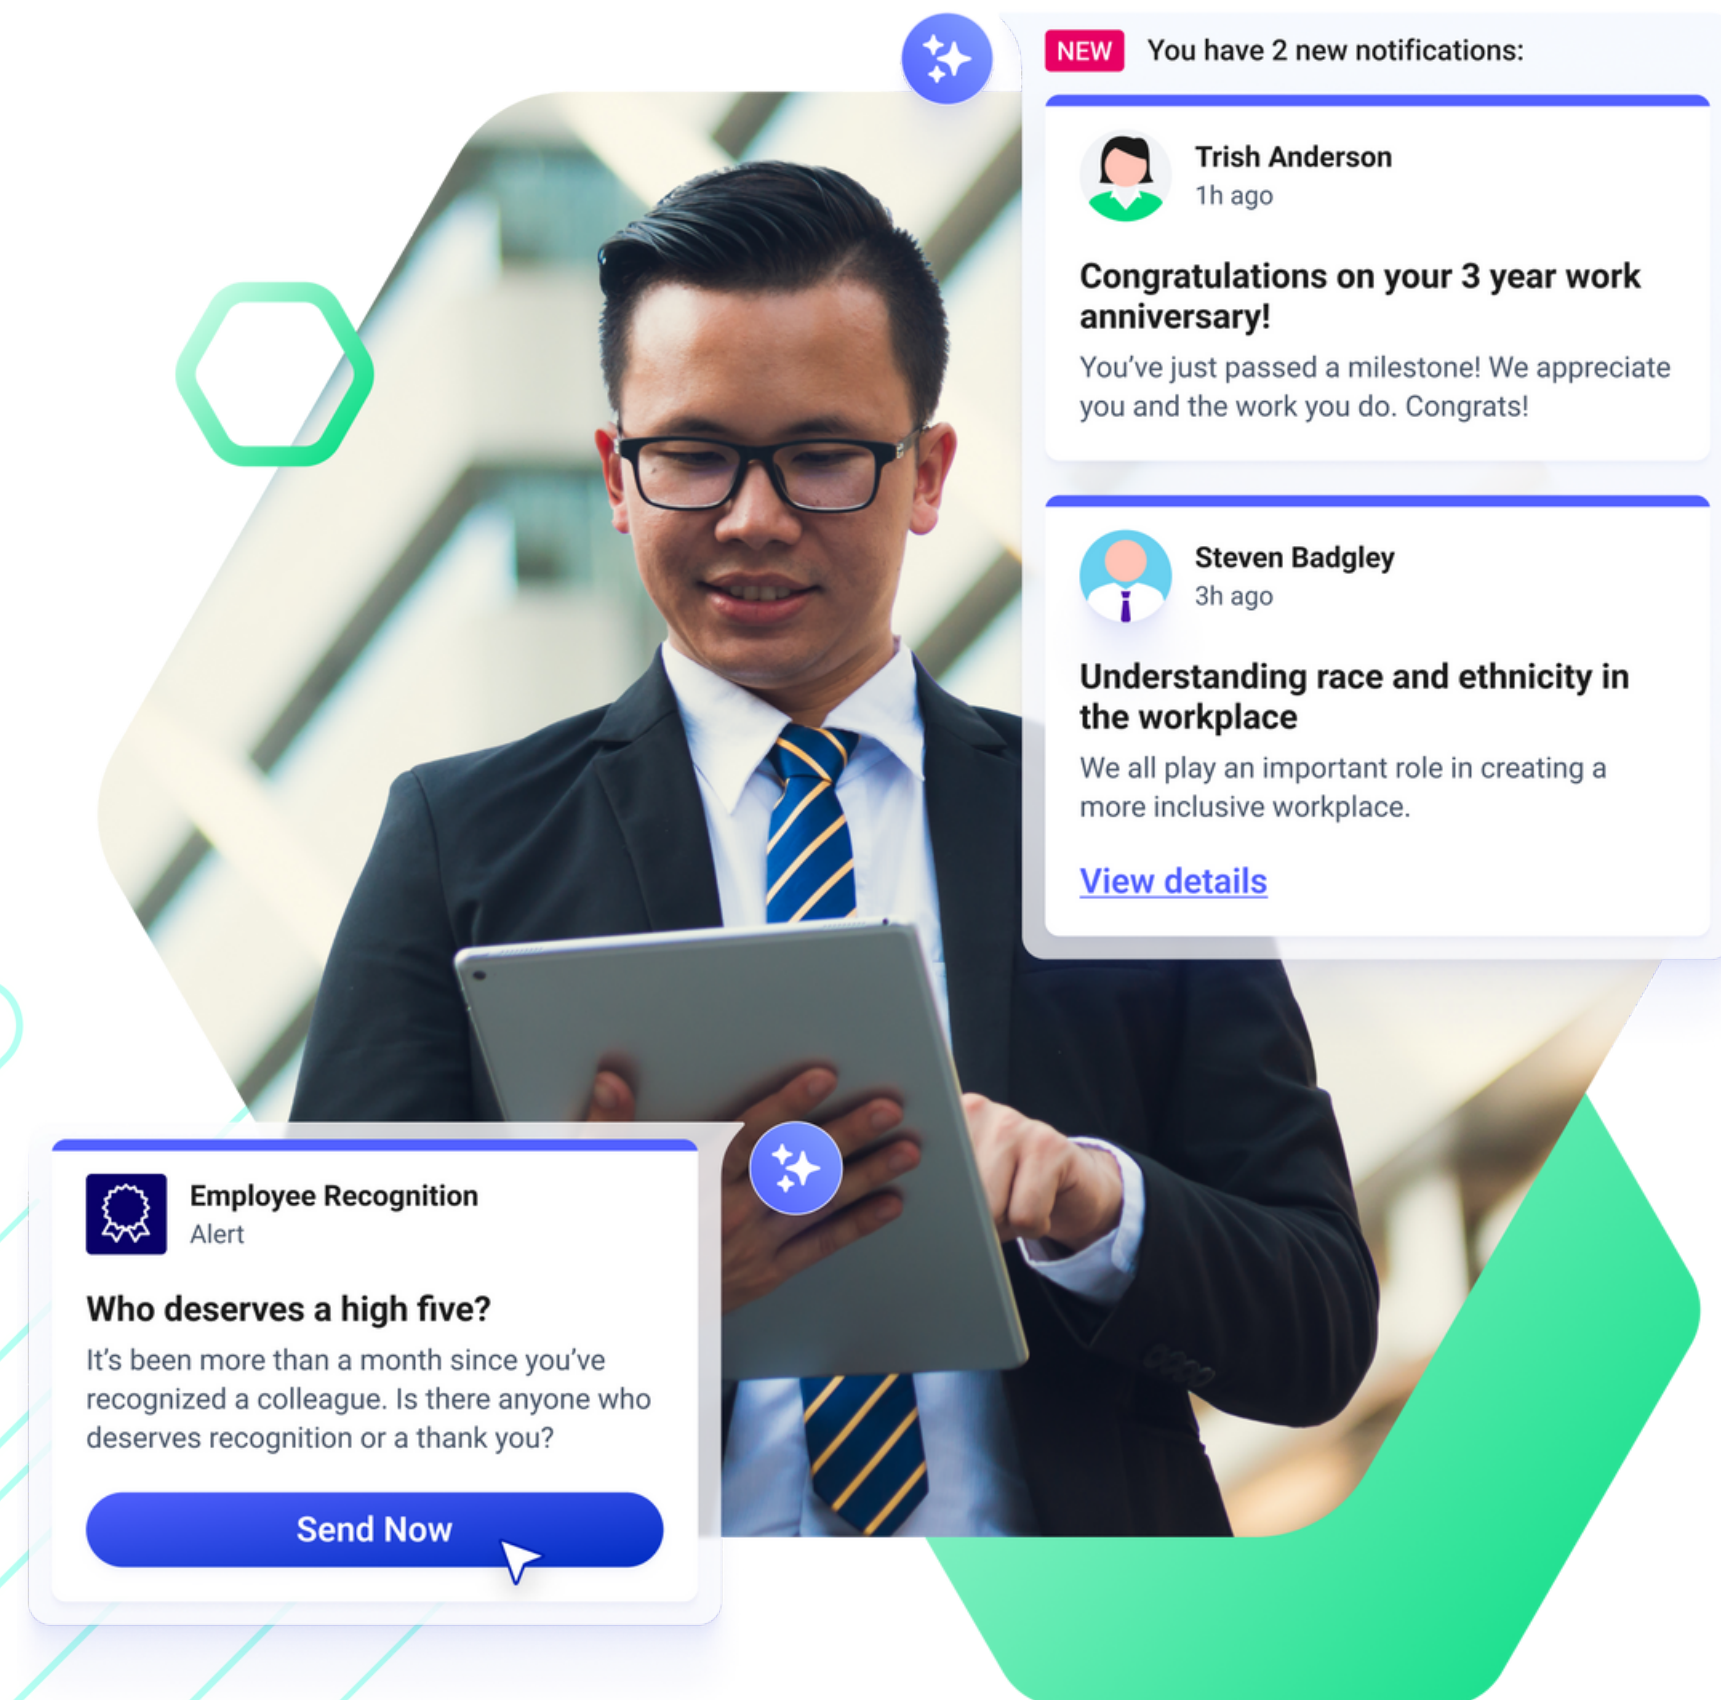 NEW You have 2 new notifications:
Trish Anderson
1h ago
Congratulations on your 3 year work
anniversary!
You’ve just passed a milestone! We appreciate
you and the work you do. Congrats!
Steven Badgley
3h ago
Understanding race and ethnicity in
the workplace
We all play an important role in creating a
more inclusive workplace.
View details
Employee Recognition
Alert
Who deserves a high five?
It’s been more than a month since you’ve
recognized a colleague. Is there anyone who
deserves recognition or a thank you?
Send Now